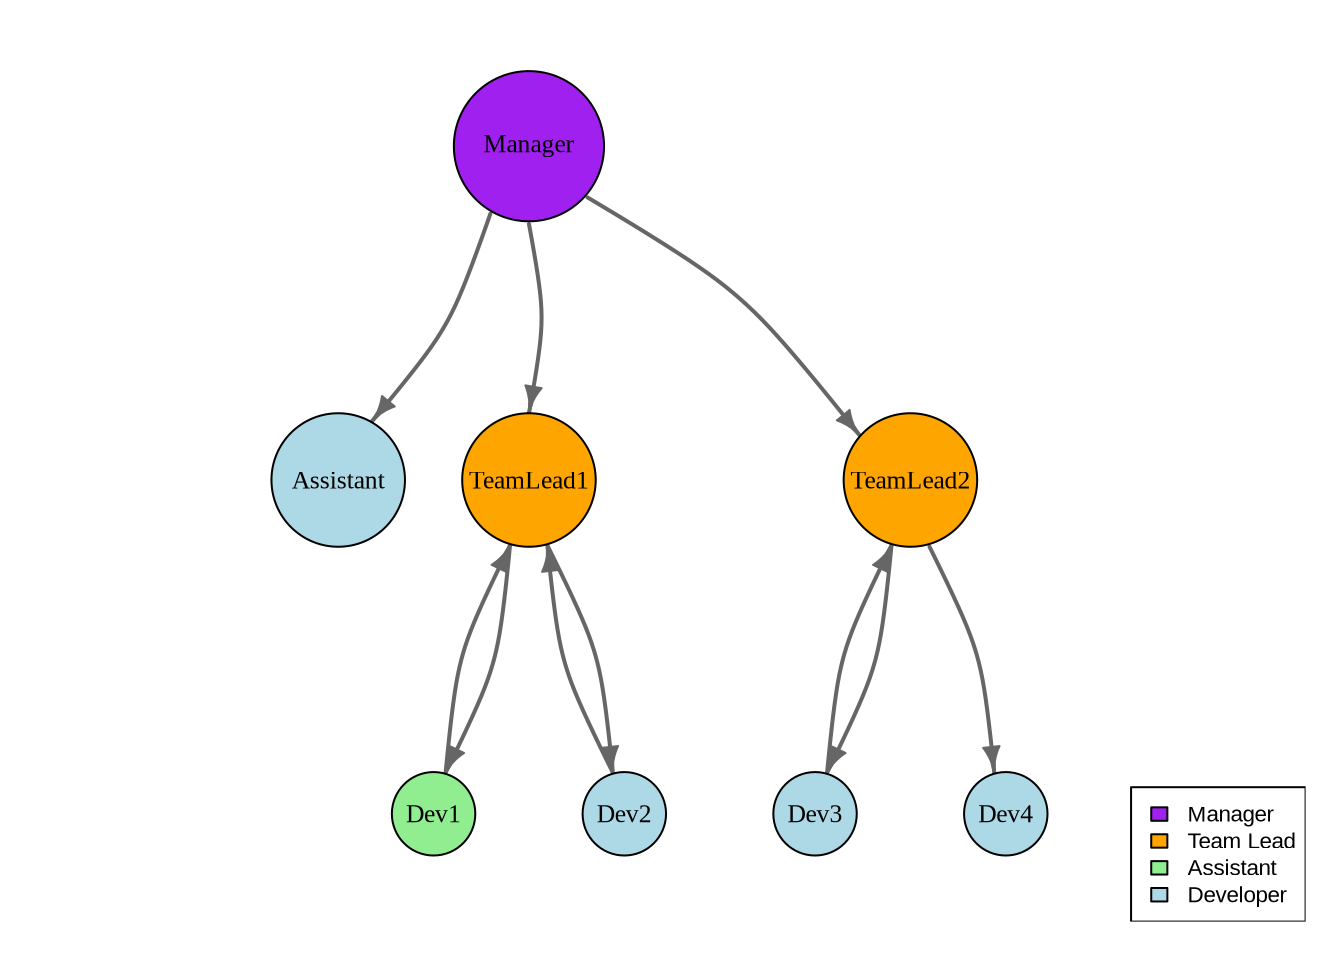 Manager
Assistant
TeamLead1
TeamLead2
Dev1
Dev2
Dev3
Dev4
Manager
Team Lead
Assistant
Developer